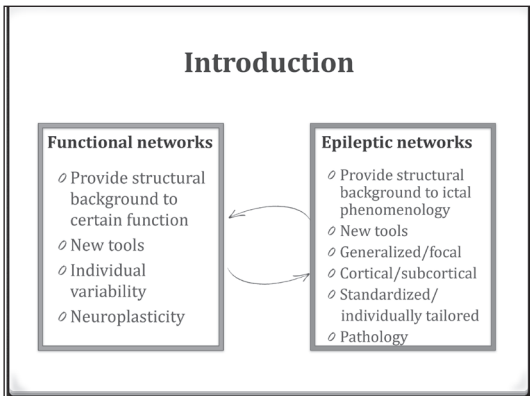 Introduction
Functional networks
Provide structural
background to
certain function
New tools
Individual
variability
Neuroplasticity
Epileptic networks
Provide structural
background to ictal
phenomenology
New tools
Generalized/focal
Cortical/subcortical
Standardized/
individually tailored
Pathology